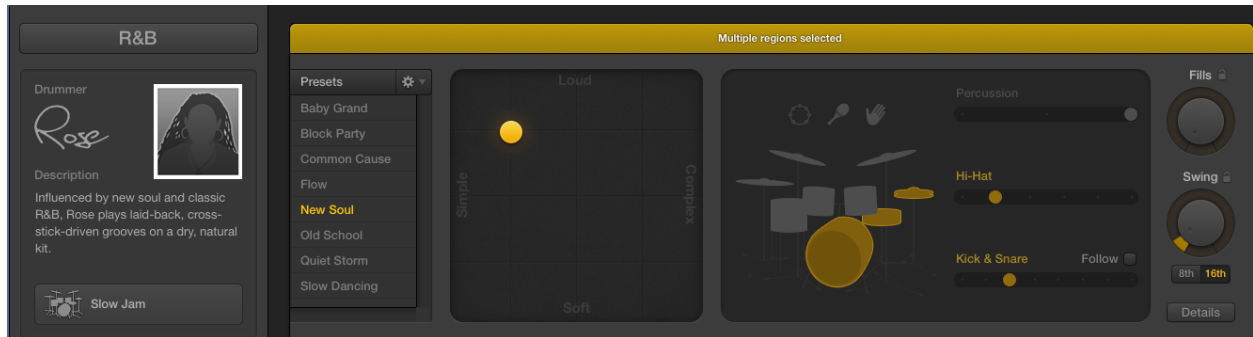 R&B
Drummer
Rose
Description
Influenced by new soul and classic
R&B, Rose plays laid-back, cross-
stick-driven grooves on a dry, natural
kit.
Slow Jam
Multiple regions selected
Presets
Baby Grand
Block Party
Common Cause
Flow
New Soul
Old School
Quiet Storm
Slow Dancing
Loud
Simple
Complex
Soft
Percussion
Hi-Hat
Kick & Snare
Follow
Fills
Swing
8th 16th
Details